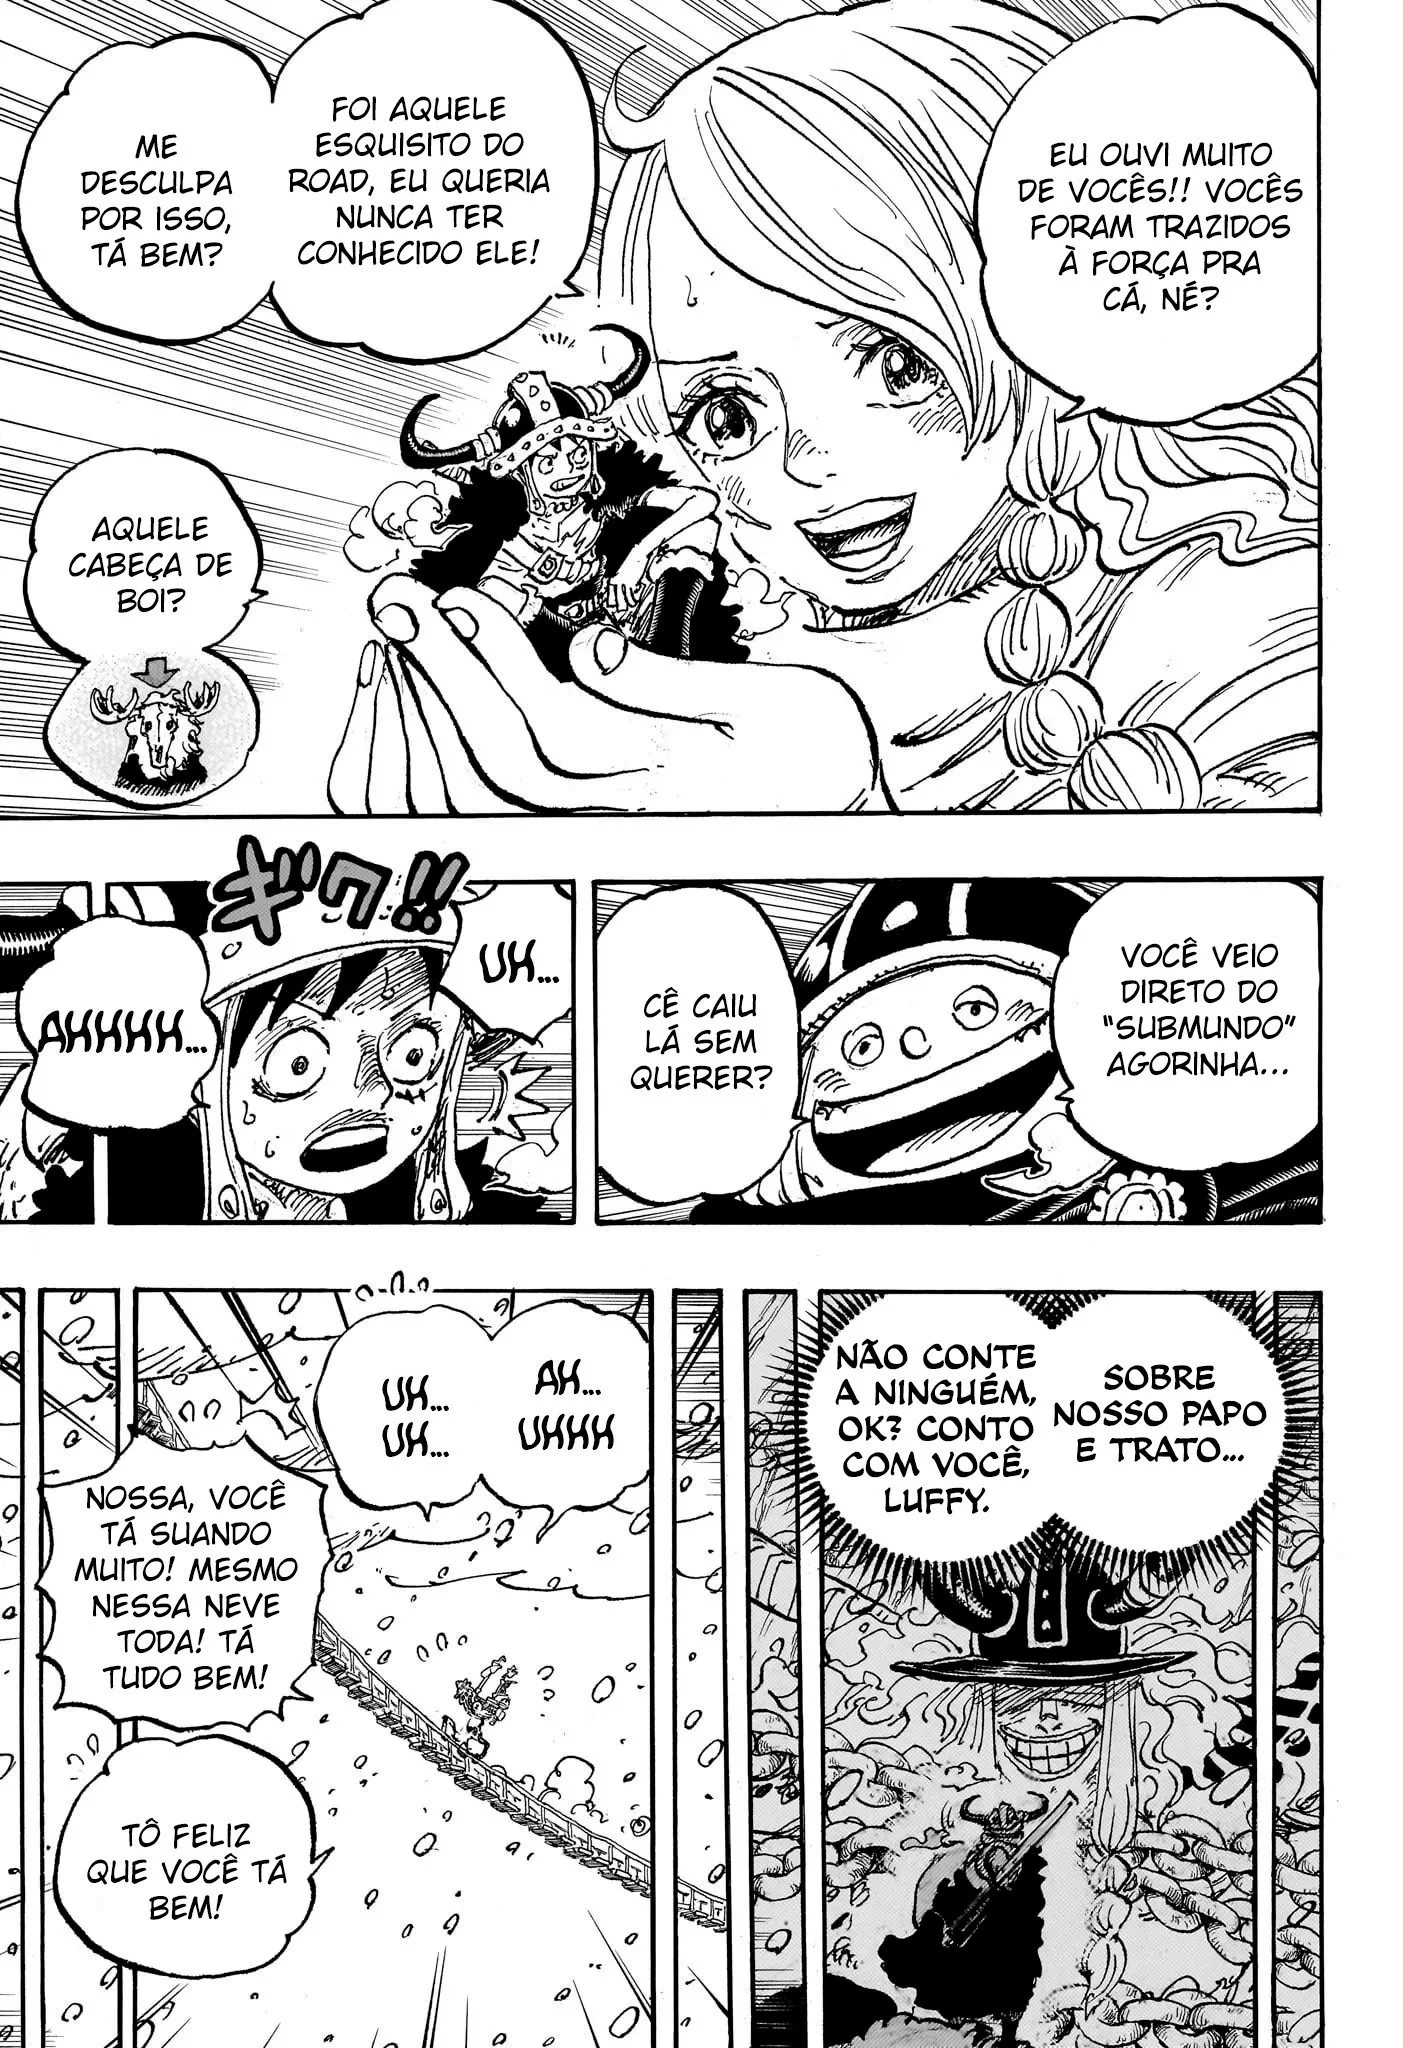 EU OUVI MUITO
DE VOCÊS!! VOCÊS
FORAM TRAZIDOS
À FORÇA PRA
CÁ, NÉ?
FOI AQUELE
ESQUISITO DO
ROAD, EU QUERIA
NUNCA TER
CONHECIDO ELE!
ME
DESCULPA
POR ISSO,
TÁ BEM?
AQUELE
CABEÇA DE
BOI?
VOCÊ VEIO
DIRETO DO
"SUBMUNDO"
AGORINHA...
CÊ CAIU
LÁ SEM
QUERER?
ギクッ!!
UH...
AHHHH...
SOBRE
NOSSO PAPO
E TRATO...
NÃO CONTE
A NINGUÉM,
OK? CONTO
COM VOCÊ,
LUFFY.
AH...
UHHH
UH...
UH...
NOSSA, VOCÊ
TÁ SUANDO
MUITO! MESMO
NESSA NEVE
TODA! TÁ
TUDO BEM!
TÔ FELIZ
QUE VOCÊ TÁ
BEM!